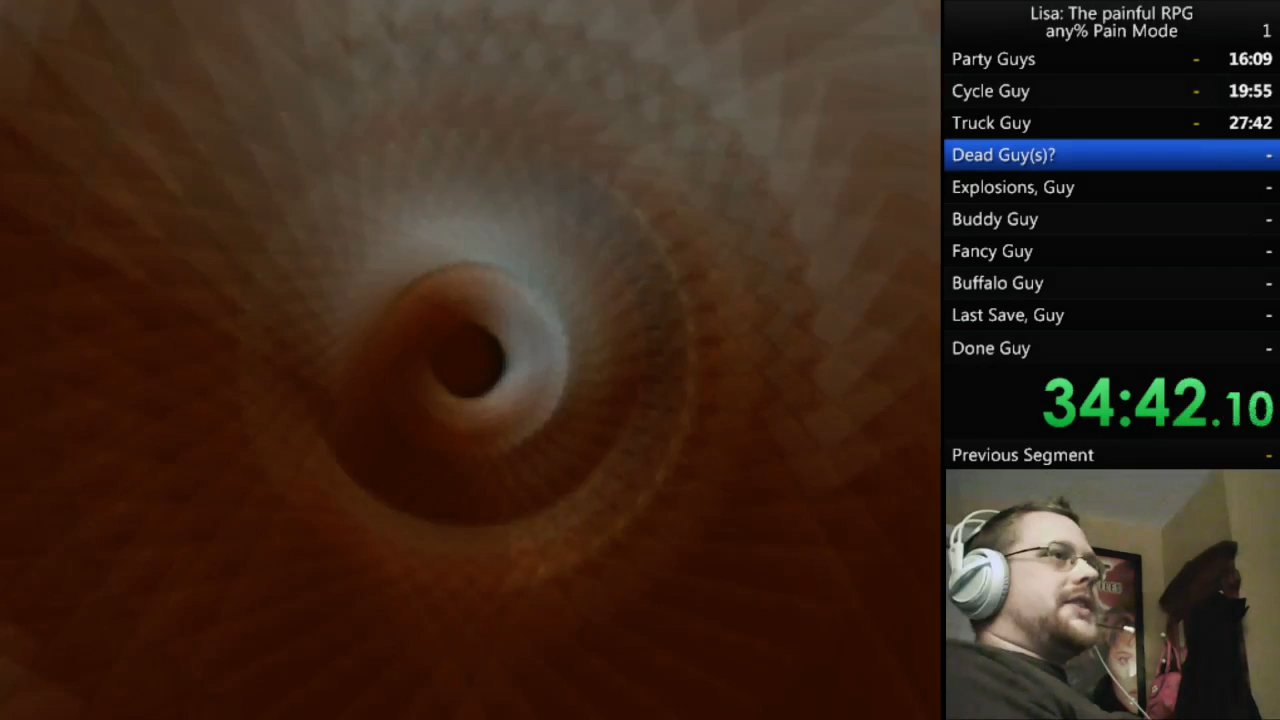 Lisa: The painful RPG
any% Pain Mode 1
Party Guys - 16:09
Cycle Guy - 19:55
Truck Guy - 27:42
Dead Guy(s)? -
Explosions, Guy -
Buddy Guy -
Fancy Guy -
Buffalo Guy -
Last Save, Guy -
Done Guy -
34:42.10
Previous Segment -